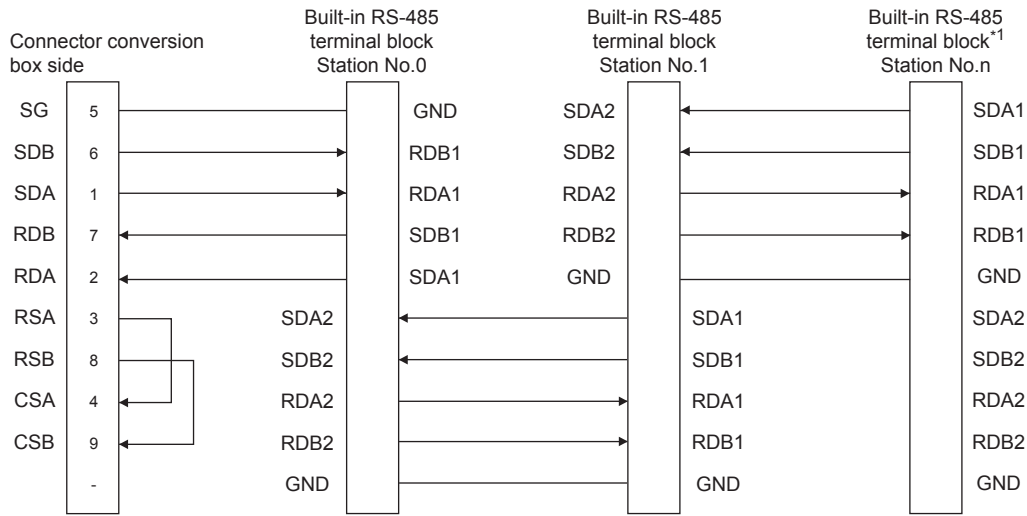 Connector conversion
box side
Built-in RS-485
terminal block
Station No.0
Built-in RS-485
terminal block
Station No.1
Built-in RS-485
terminal block*1
Station No.n
SG 5 GND SDA2 SDA1
SDB 6 RDB1 SDB2 SDB1
SDA 1 RDA1 RDA2 RDA1
RDB 7 SDB1 RDB2 RDB1
RDA 2 SDA1 GND GND
RSA 3 SDA2 SDA1 SDA2
RSB 8 SDB2 SDB1 SDB2
CSA 4 RDA2 RDA1 RDA2
CSB 9 RDB2 RDB1 RDB2
- GND GND GND